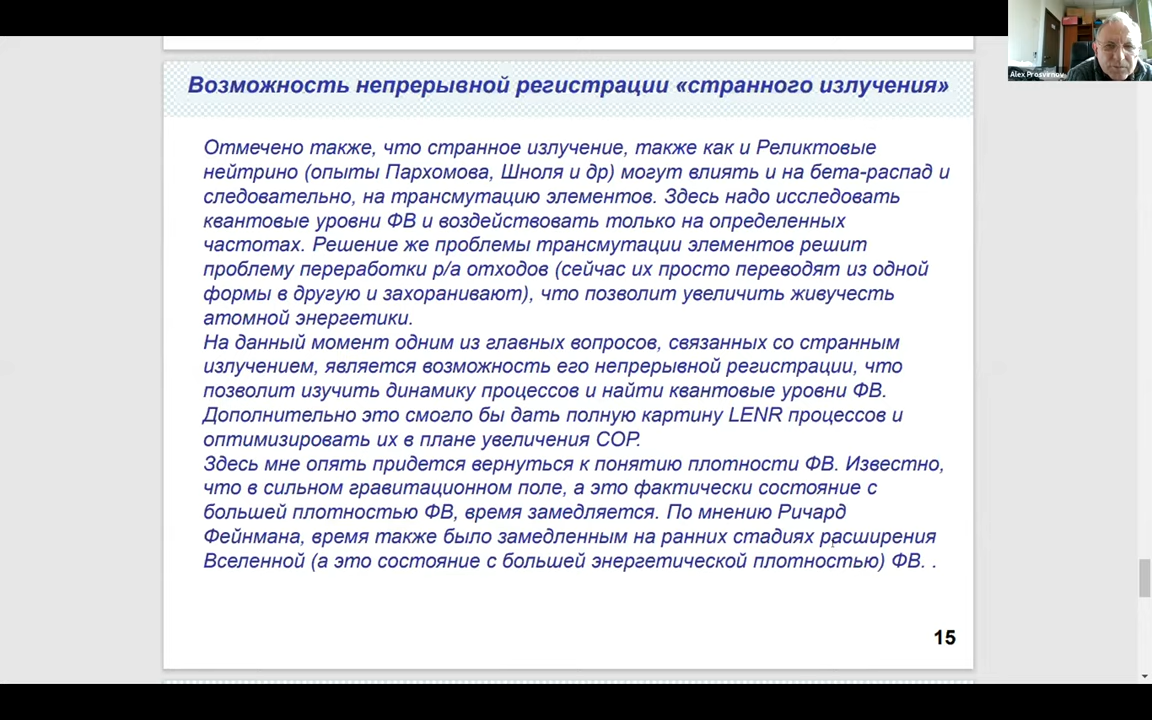 Alex Prosvirnov
Возможность непрерывной регистрации «странного излучения»
Отмечено также, что странное излучение, также как и Реликтовые
нейтрино (опыты Пархомова, Шноля и др) могут влиять и на бета-распад и
следовательно, на трансмутацию элементов. Здесь надо исследовать
квантовые уровни ФВ и воздействовать только на определенных
частотах. Решение же проблемы трансмутации элементов решит
проблему переработки р/а отходов (сейчас их просто переводят из одной
формы в другую и захоранивают), что позволит увеличить живучесть
атомной энергетики.
На данный момент одним из главных вопросов, связанных со странным
излучением, является возможность его непрерывной регистрации, что
позволит изучить динамику процессов и найти квантовые уровни ФВ.
Дополнительно это смогло бы дать полную картину LENR процессов и
оптимизировать их в плане увеличения COP.
Здесь мне опять придется вернуться к понятию плотности ФВ. Известно,
что в сильном гравитационном поле, а это фактически состояние с
большей плотностью ФВ, время замедляется. По мнению Ричард
Фейнмана, время также было замедленным на ранних стадиях расширения
Вселенной (а это состояние с большей энергетической плотностью) ФВ. .
15